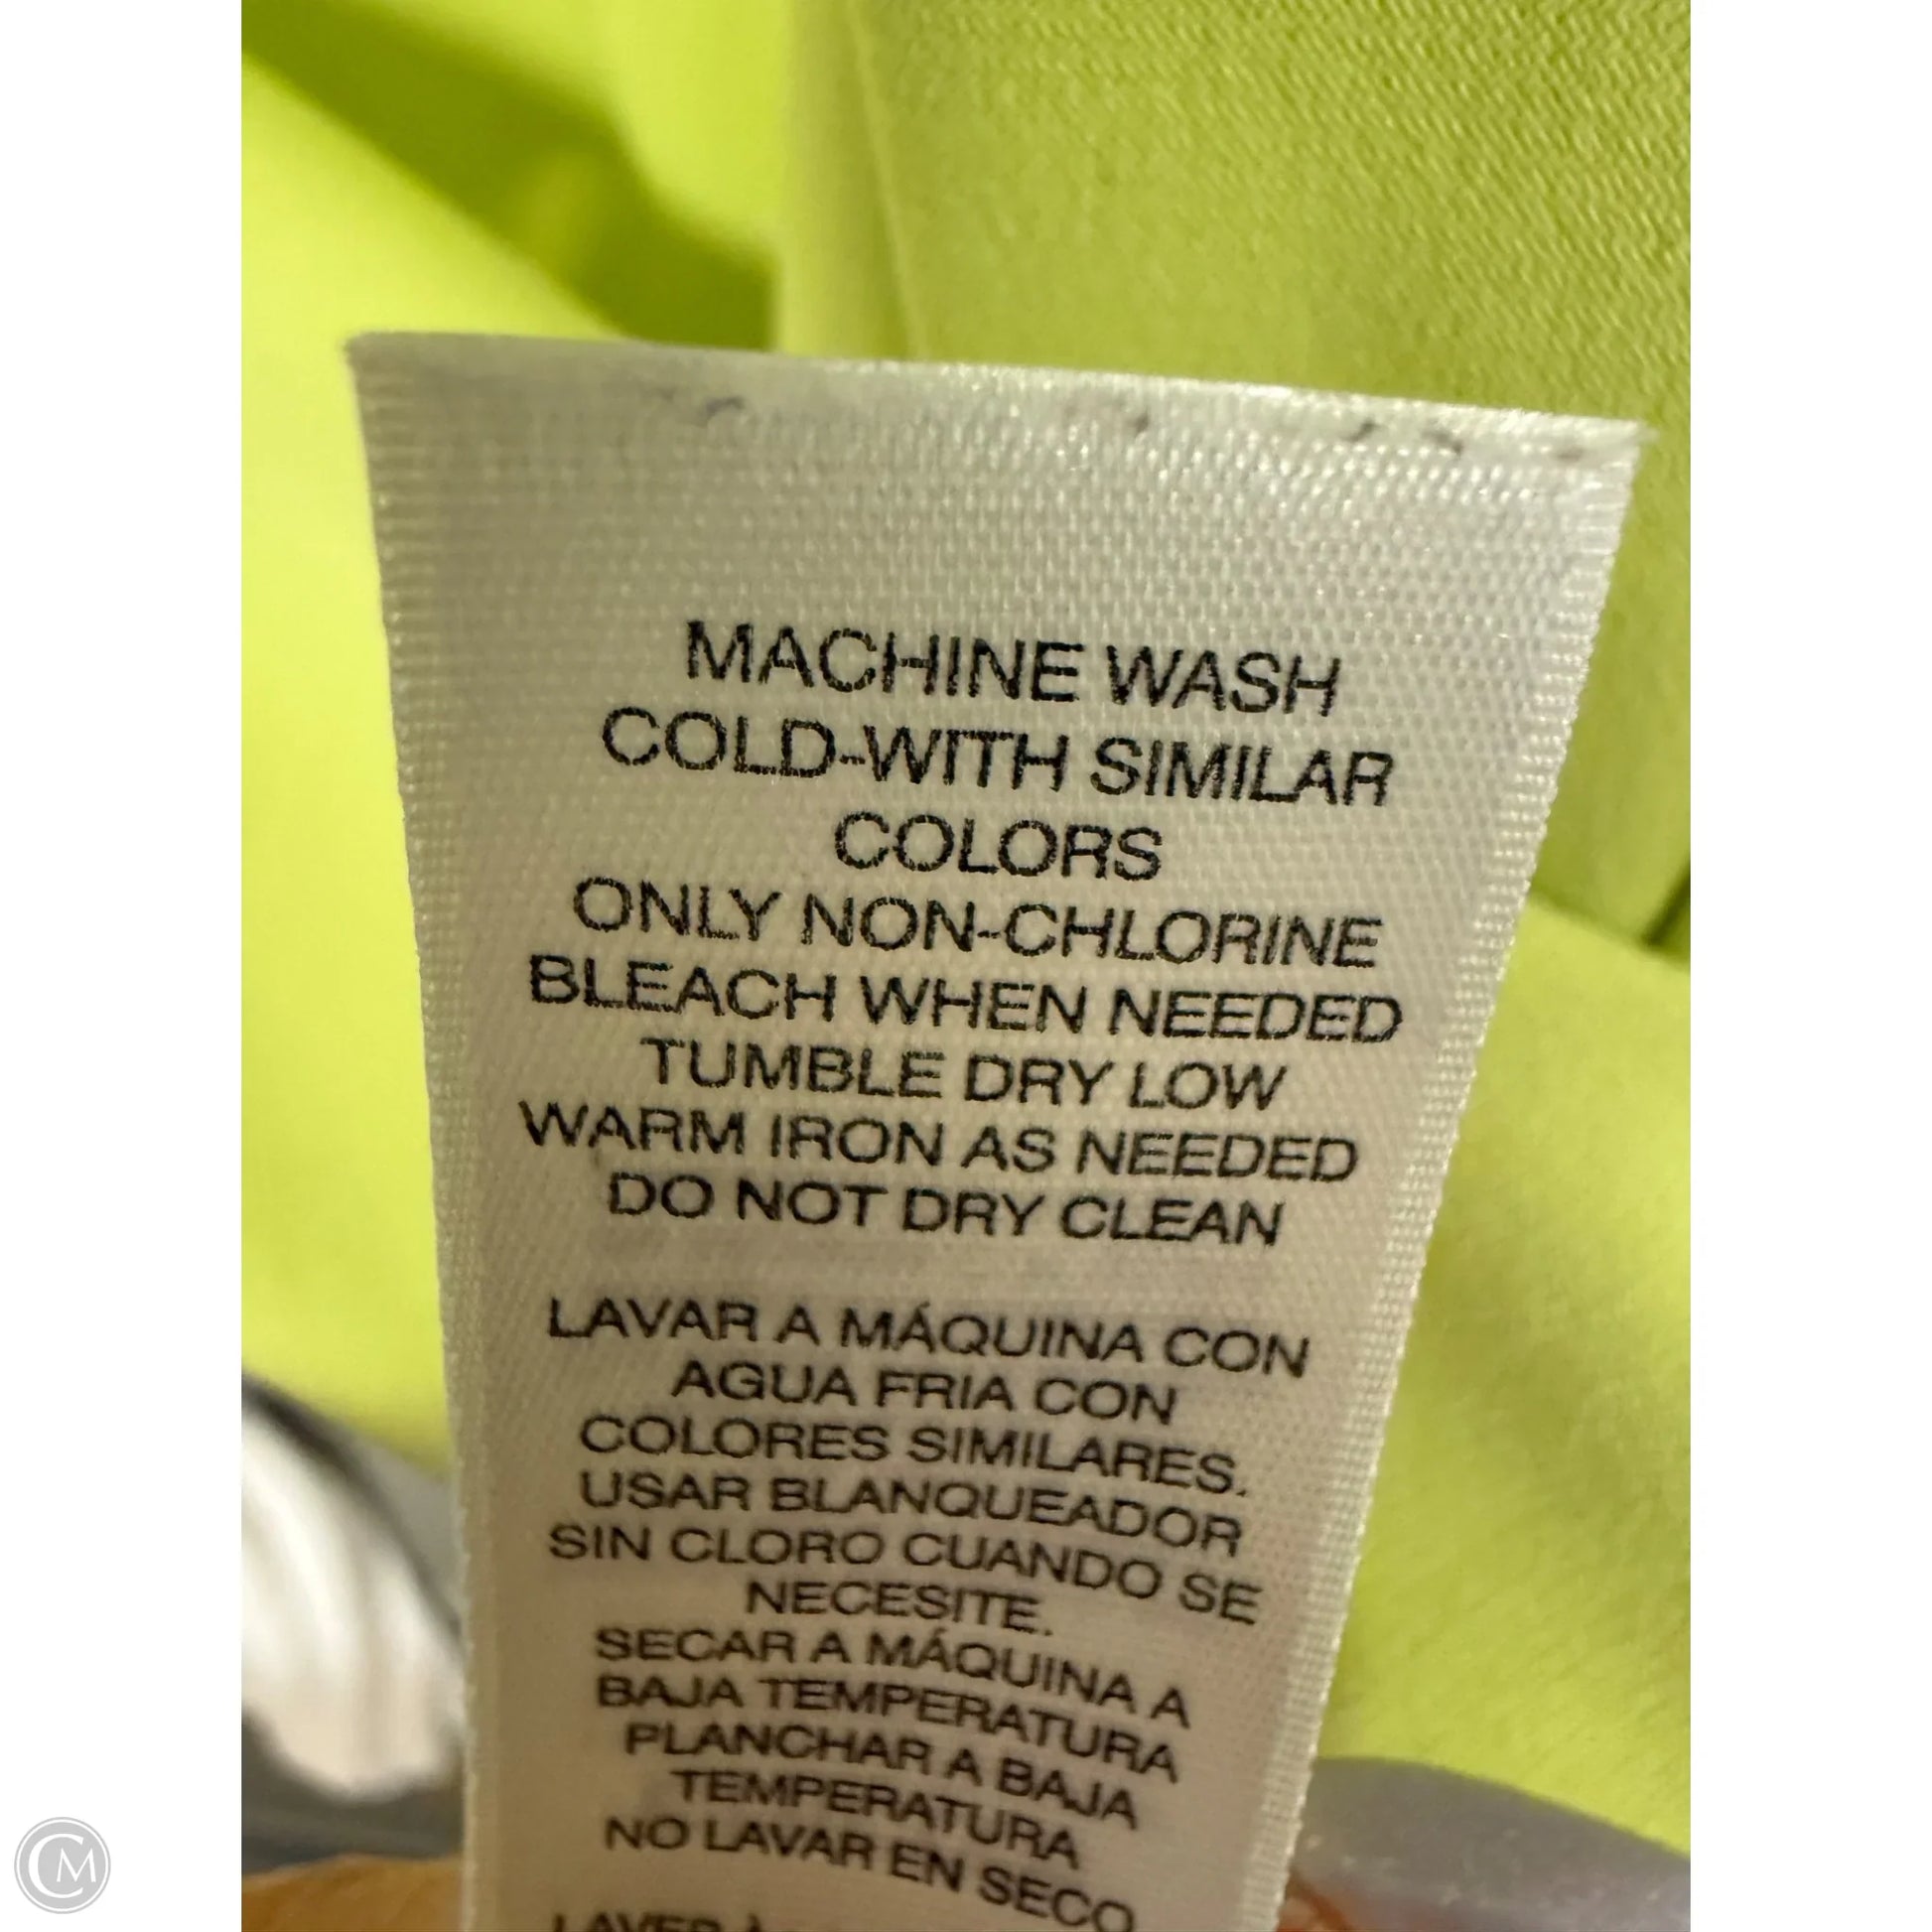 MACHINE WASH
COLD-WITH SIMILAR
COLORS
ONLY NON-CHLORINE
BLEACH WHEN NEEDED
TUMBLE DRY LOW
WARM IRON AS NEEDED
DO NOT DRY CLEAN
LAVAR A MÁQUINA CON
AGUA FRIA CON
COLORES SIMILARES.
USAR BLANQUEADOR
SIN CLORO CUANDO SE
NECESITE.
SECAR A MÁQUINA A
BAJA TEMPERATURA
PLANCHAR A BAJA
TEMPERATURA
NO LAVAR EN SECO
LAVER À
CM